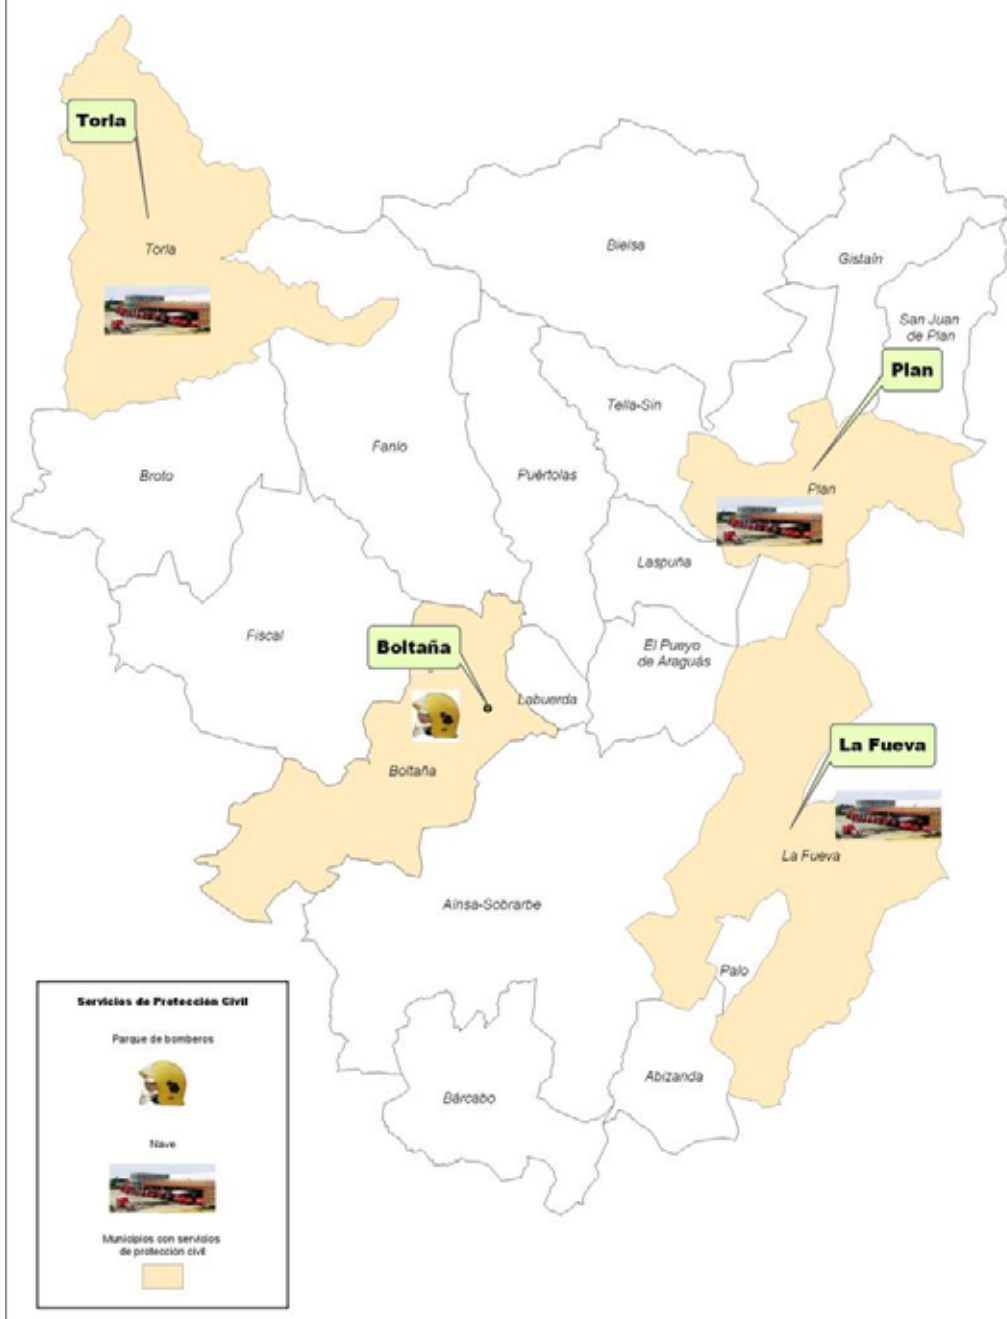 Torla
Torla
Bielsa
Gistaín
San Juan
de Plan
Plan
Tella-Sin
Fanlo
Broto
Puértolas
Plan
Laspuña
Fiscal
Boltaña
El Pueyo
de Araguás
Labuerda
La Fueva
Boltaña
La Fueva
Aínsa-Sobrarbe
Palo
Abizanda
Bárcabo
Servicios de Protección Civil
Parque de bomberos
Nave
Municipios con servicios
de protección civil